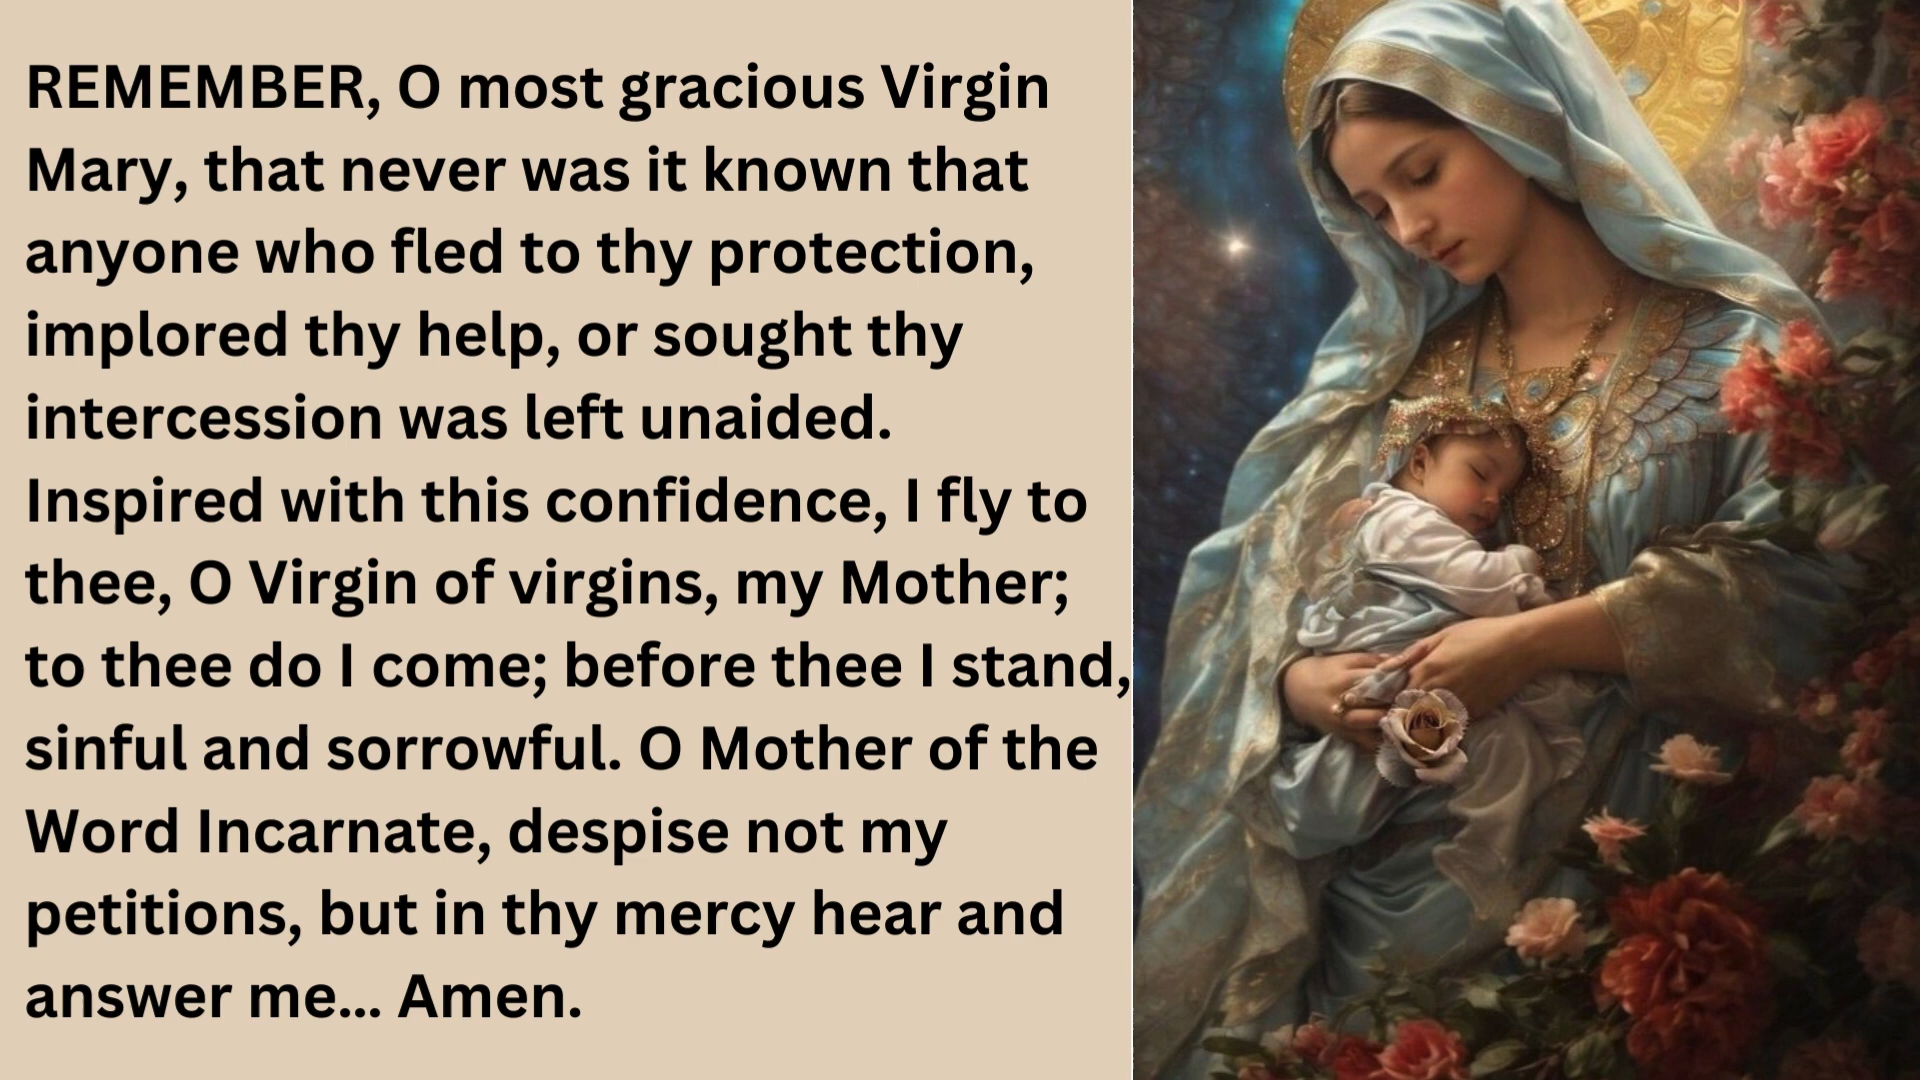 REMEMBER, O most gracious Virgin
Mary, that never was it known that
anyone who fled to thy protection,
implored thy help, or sought thy
intercession was left unaided.
Inspired with this confidence, I fly to
thee, O Virgin of virgins, my Mother;
to thee do I come; before thee I stand,
sinful and sorrowful. O Mother of the
Word Incarnate, despise not my
petitions, but in thy mercy hear and
answer me... Amen.